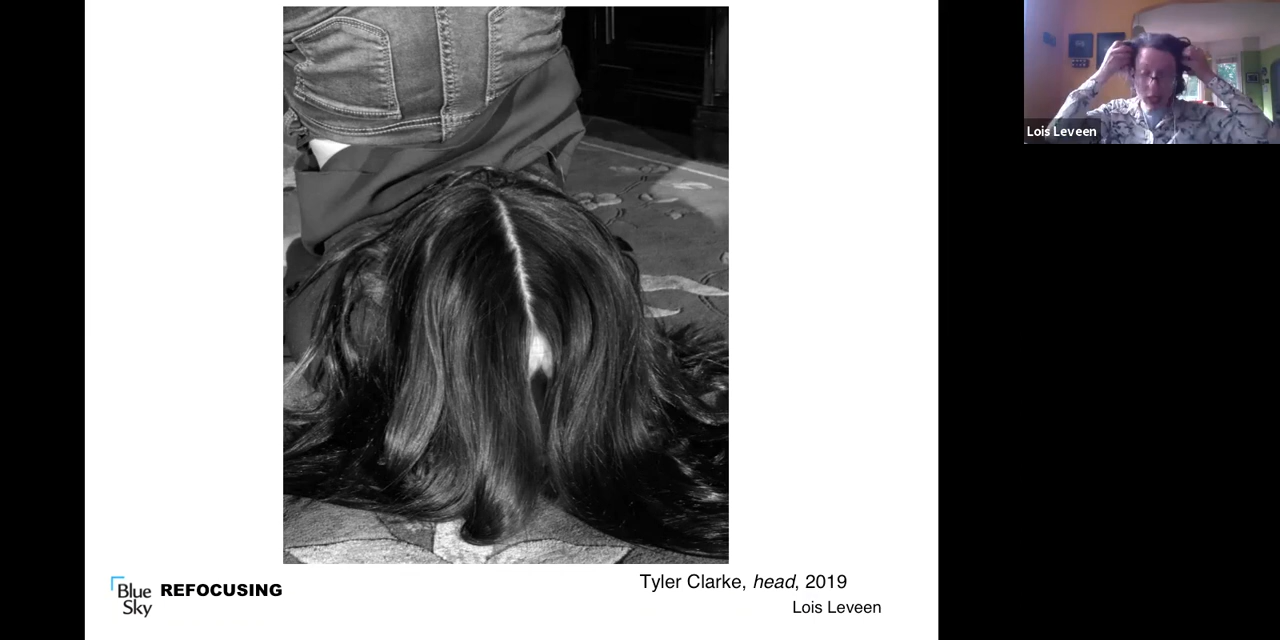 Lois Leveen
Blue
Sky
REFOCUSING
Tyler Clarke, head, 2019
Lois Leveen